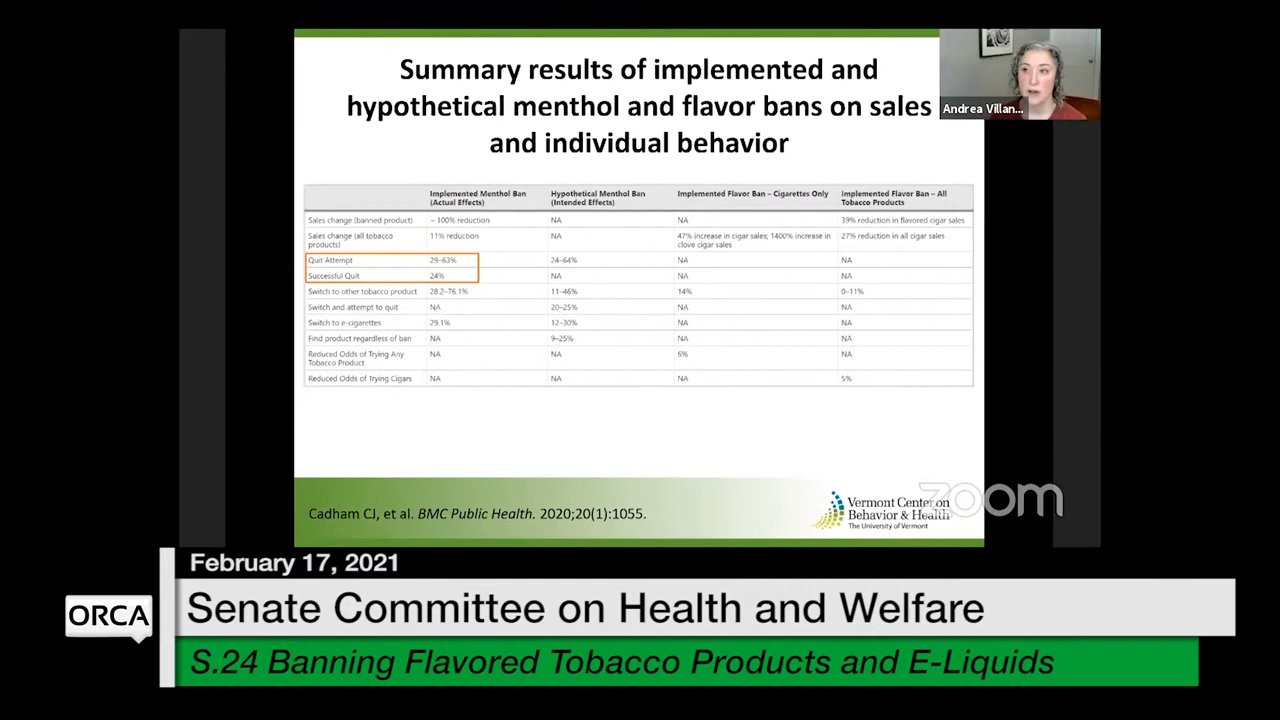 Summary results of implemented and
hypothetical menthol and flavor bans on sales
and individual behavior
Andrea Villan...
Implemented Menthol Ban (Actual Effects) Hypothetical Menthol Ban (Intended Effects) Implemented Flavor Ban – Cigarettes Only Implemented Flavor Ban – All Tobacco Products
Sales change (banned product) ~ 100% reduction NA NA 39% reduction in flavored cigar sales
Sales change (all tobacco products) 11% reduction NA 47% increase in cigar sales; 1400% increase in clove cigar sales 27% reduction in all cigar sales
Quit Attempt 29–63% 24–64% NA NA
Successful Quit 24% NA NA NA
Switch to other tobacco product 28.2–76.1% 11–46% 14% 0–11%
Switch and attempt to quit NA 20–25% NA NA
Switch to e-cigarettes 29.1% 12–30% NA NA
Find product regardless of ban NA 9–25% NA NA
Reduced Odds of Trying Any Tobacco Product NA NA 6% NA
Reduced Odds of Trying Cigars NA NA NA 5%
Cadham CJ, et al. BMC Public Health. 2020;20(1):1055.
Vermont Center on
Behavior & Health
The University of Vermont
zoom
February 17, 2021
ORCA
Senate Committee on Health and Welfare
S.24 Banning Flavored Tobacco Products and E-Liquids